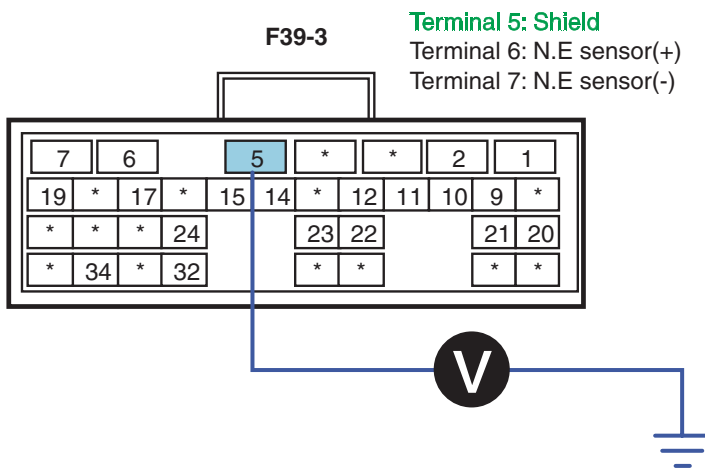 F39-3
Terminal 5: Shield
Terminal 6: N.E sensor(+)
Terminal 7: N.E sensor(-)
7 6 5 * * 2 1
19 * 17 * 15 14 * 12 11 10 9 *
* * * 24 23 22 21 20
* 34 * 32 * * * *
V